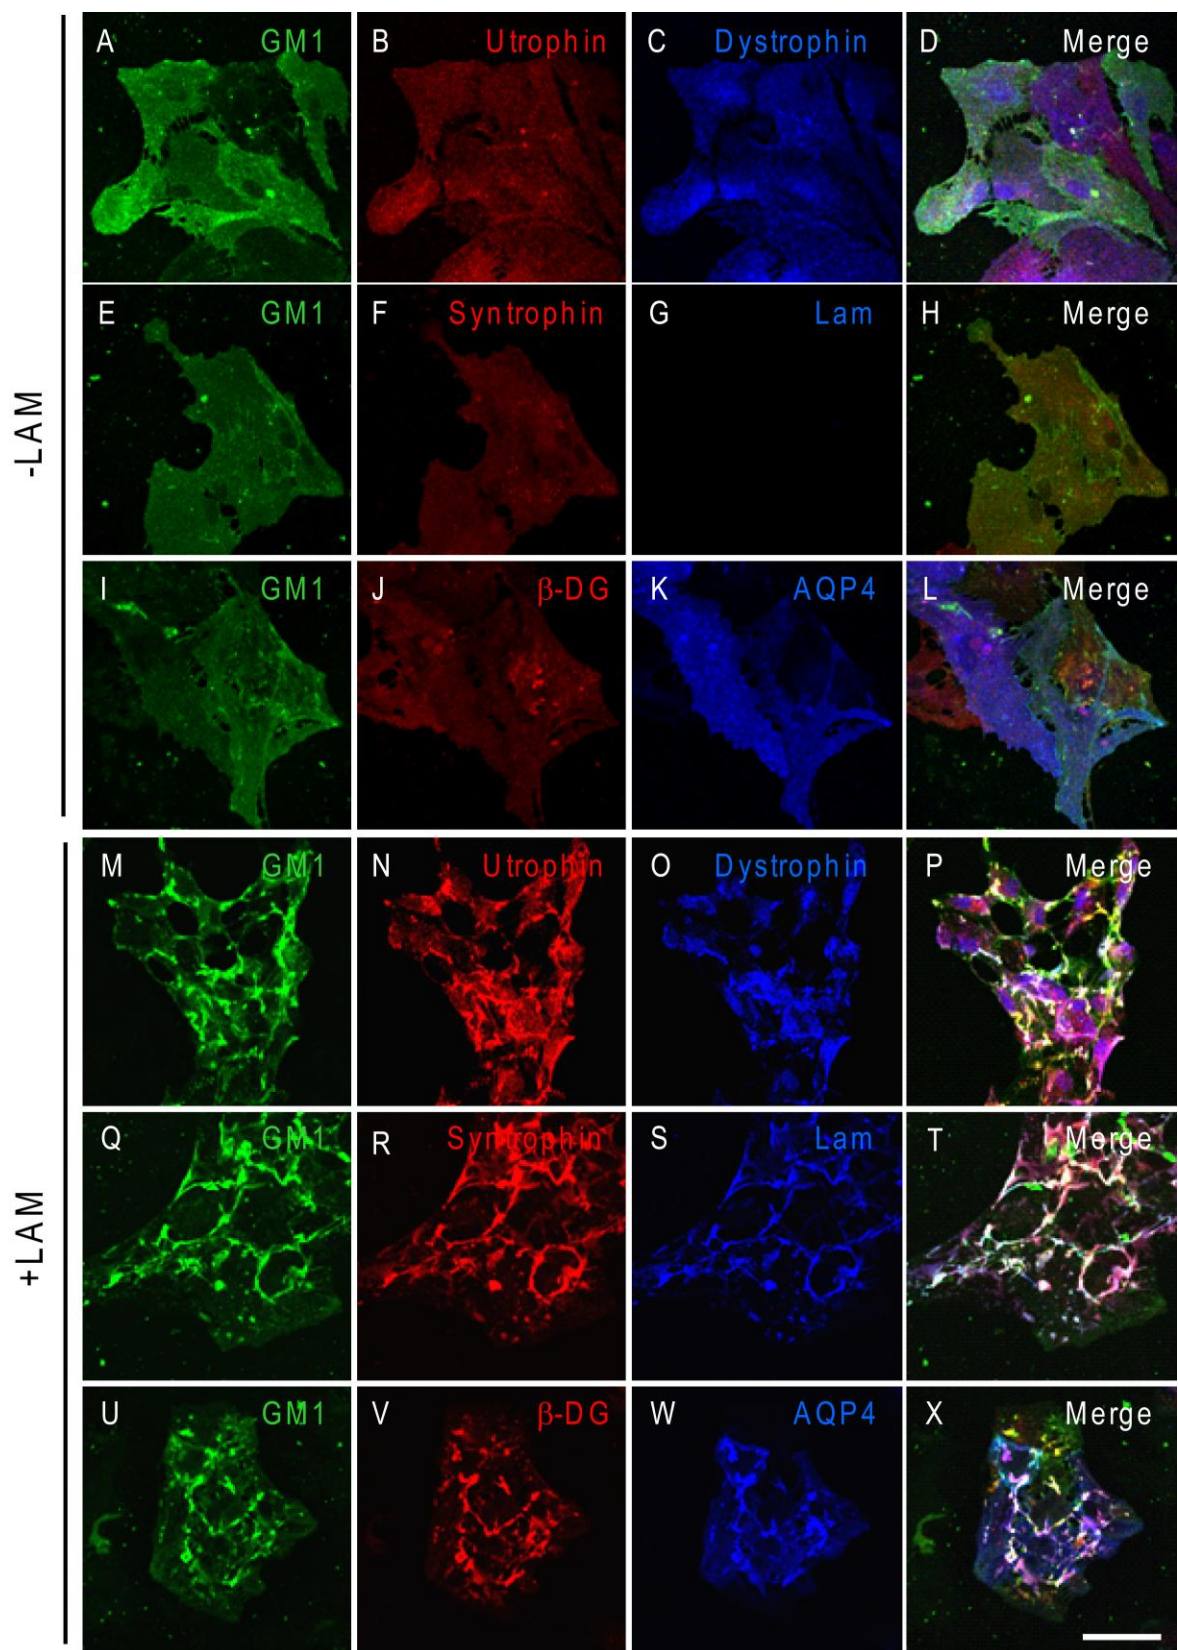 -LAM
A GM1 B Utrophin C Dystrophin D Merge
E GM1 F Syntrophin G Lam H Merge
I GM1 J β-DG K AQP4 L Merge
+LAM
M GM1 N Utrophin O Dystrophin P Merge
Q GM1 R Syntrophin S Lam T Merge
U GM1 V β-DG W AQP4 X Merge